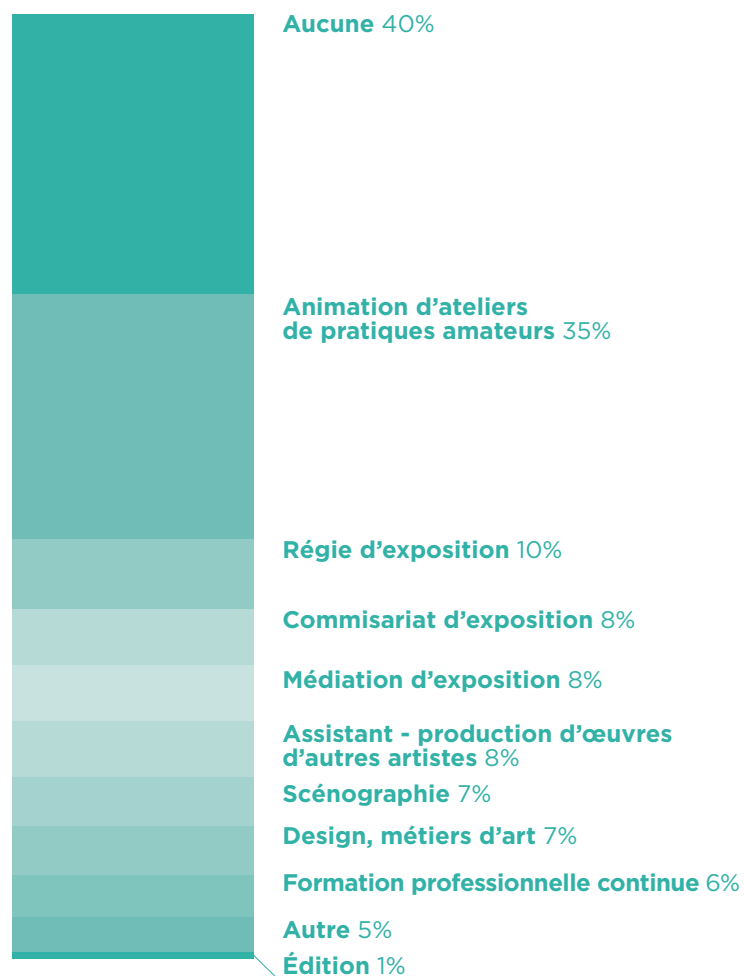 Aucune 40%
Animation d’ateliers
de pratiques amateurs 35%
Régie d’exposition 10%
Commisariat d’exposition 8%
Médiation d’exposition 8%
Assistant - production d’œuvres
d’autres artistes 8%
Scénographie 7%
Design, métiers d’art 7%
Formation professionnelle continue 6%
Autre 5%
Édition 1%